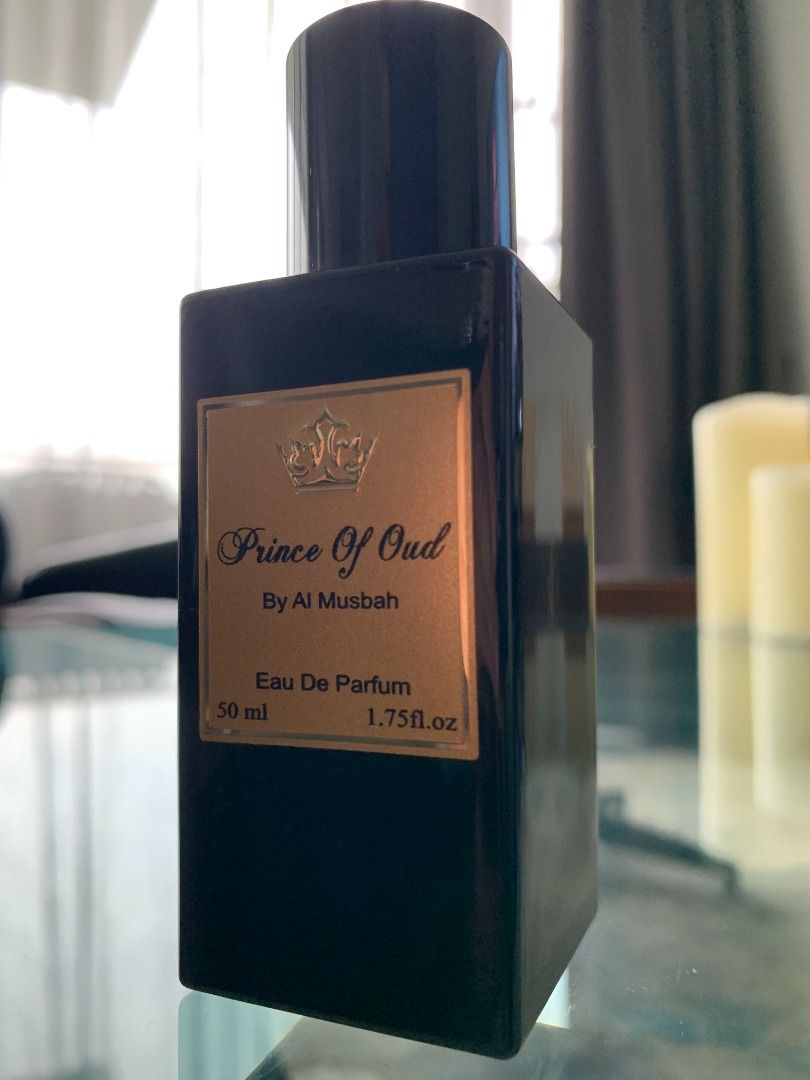 Prince Of Oud
By Al Musbah
Eau De Parfum
50 ml 1.75fl.oz